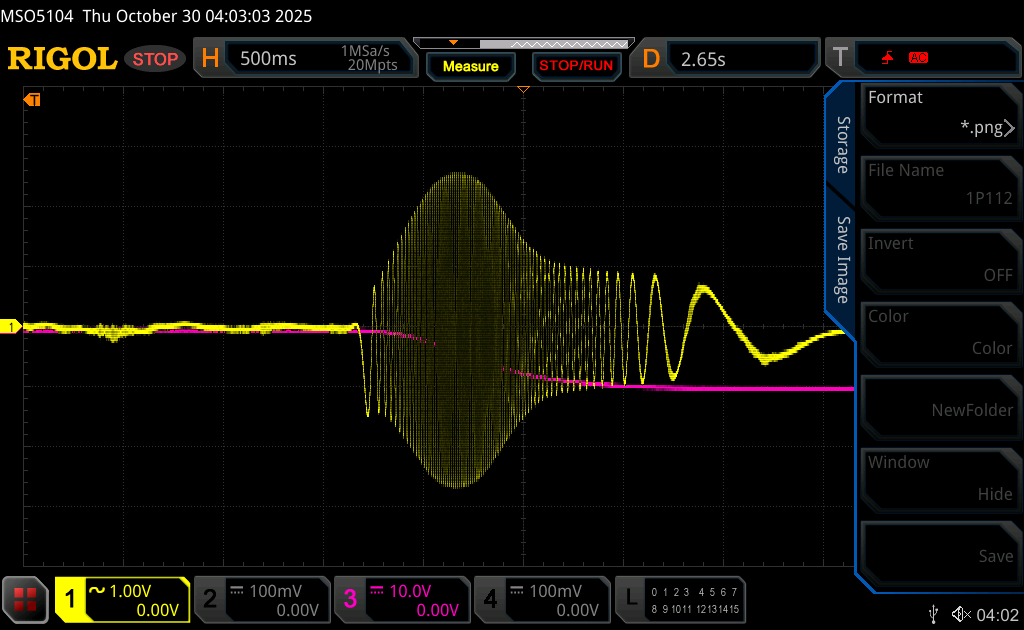 MSO5104 Thu October 30 04:03:03 2025
RIGOL STOP H 500ms 1MSa/s 20Mpts Measure STOP/RUN D 2.65s T AC
T
Storage
Save Image
Format
*.png
File Name
1P112
Invert
OFF
Color
Color
NewFolder
Window
Hide
Save
1
1 1.00V 0.00V
2 100mV 0.00V
3 10.0V 0.00V
4 100mV 0.00V
L 0 1 2 3 4 5 6 7
8 9 10 11 12 13 14 15
04:02